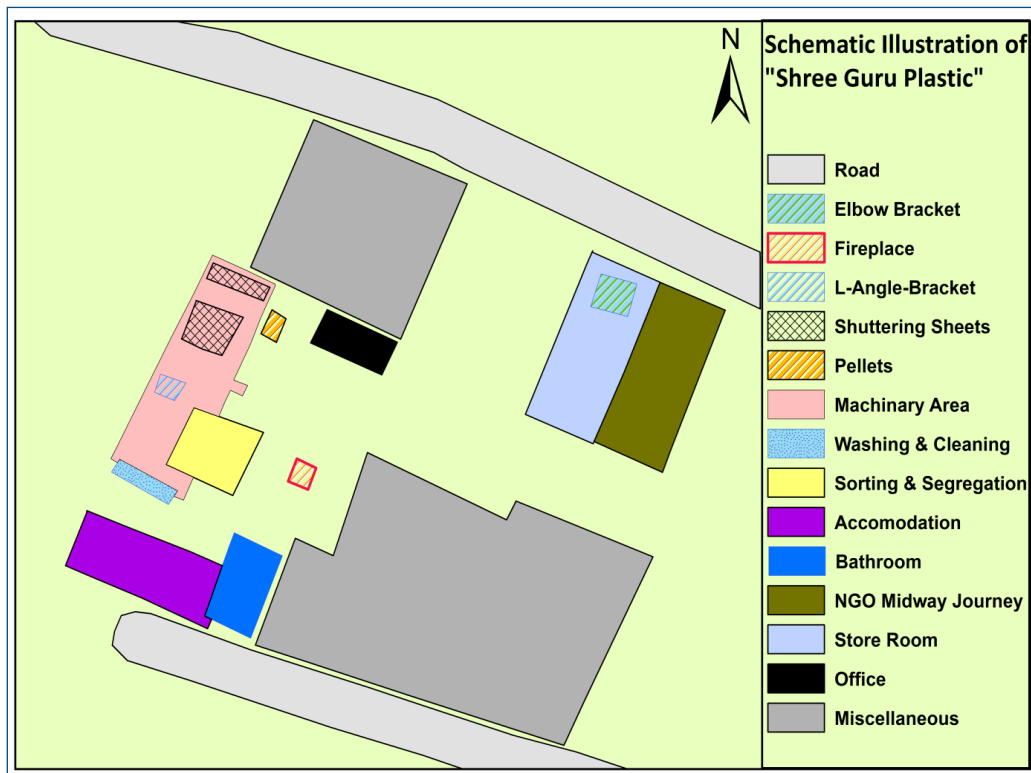 N
Schematic Illustration of
"Shree Guru Plastic"
Road
Elbow Bracket
Fireplace
L-Angle-Bracket
Shuttering Sheets
Pellets
Machinary Area
Washing & Cleaning
Sorting & Segregation
Accomodation
Bathroom
NGO Midway Journey
Store Room
Office
Miscellaneous